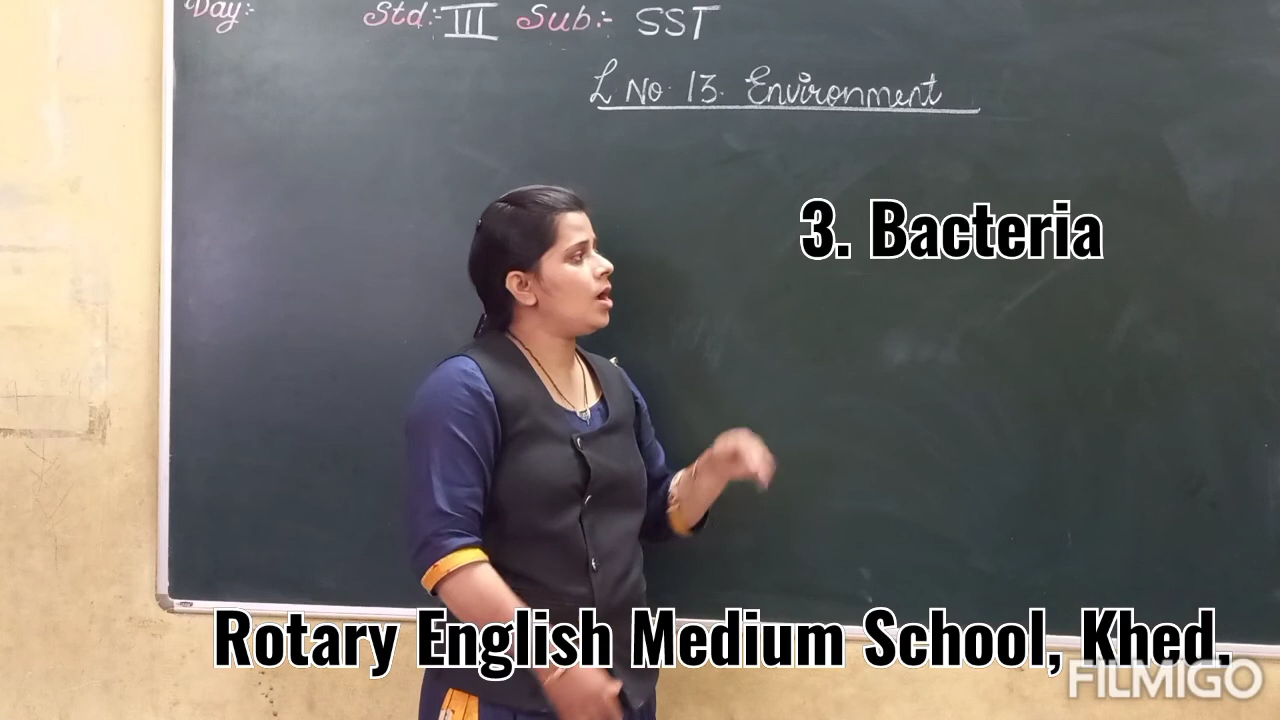 Day:-
Std:- III Sub:- SST
L No. 13. Environment
3. Bacteria
Rotary English Medium School, Khed.
FILMIGO